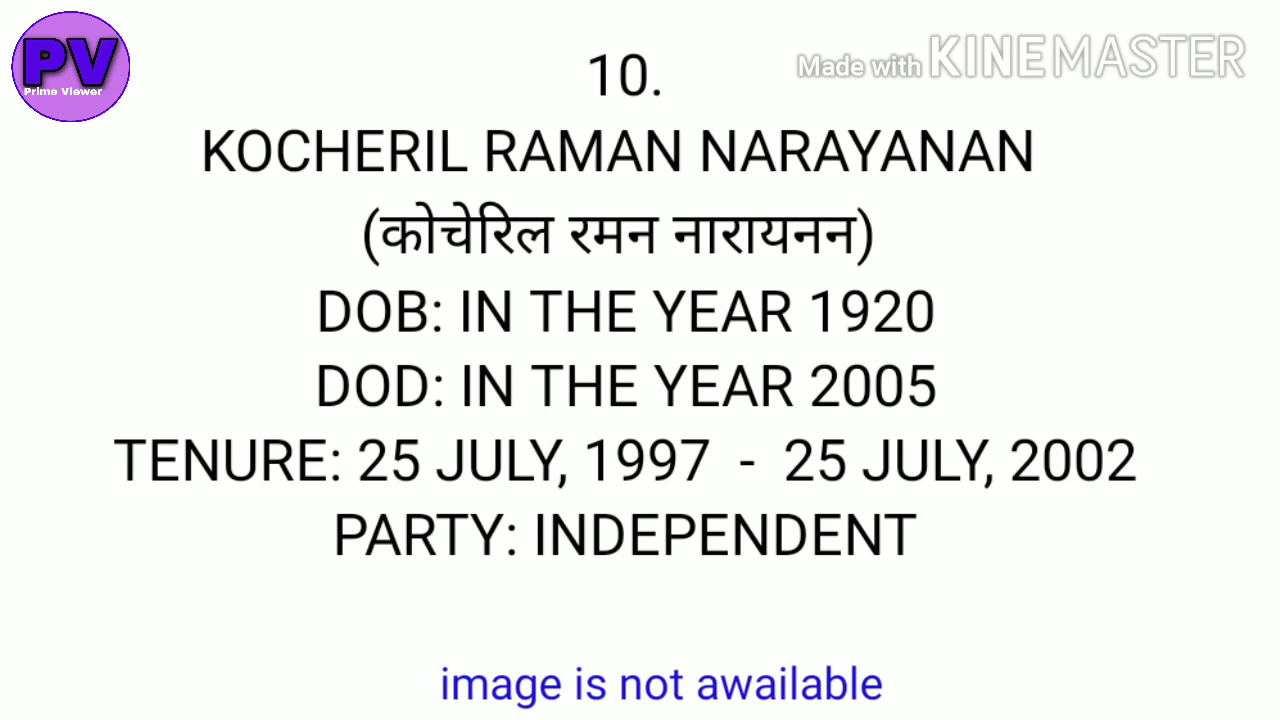 PV
Prime Viewer
Made with KINEMASTER
10.
KOCHERIL RAMAN NARAYANAN
(कोचेरिल रमन नारायनन)
DOB: IN THE YEAR 1920
DOD: IN THE YEAR 2005
TENURE: 25 JULY, 1997 - 25 JULY, 2002
PARTY: INDEPENDENT
image is not awailable